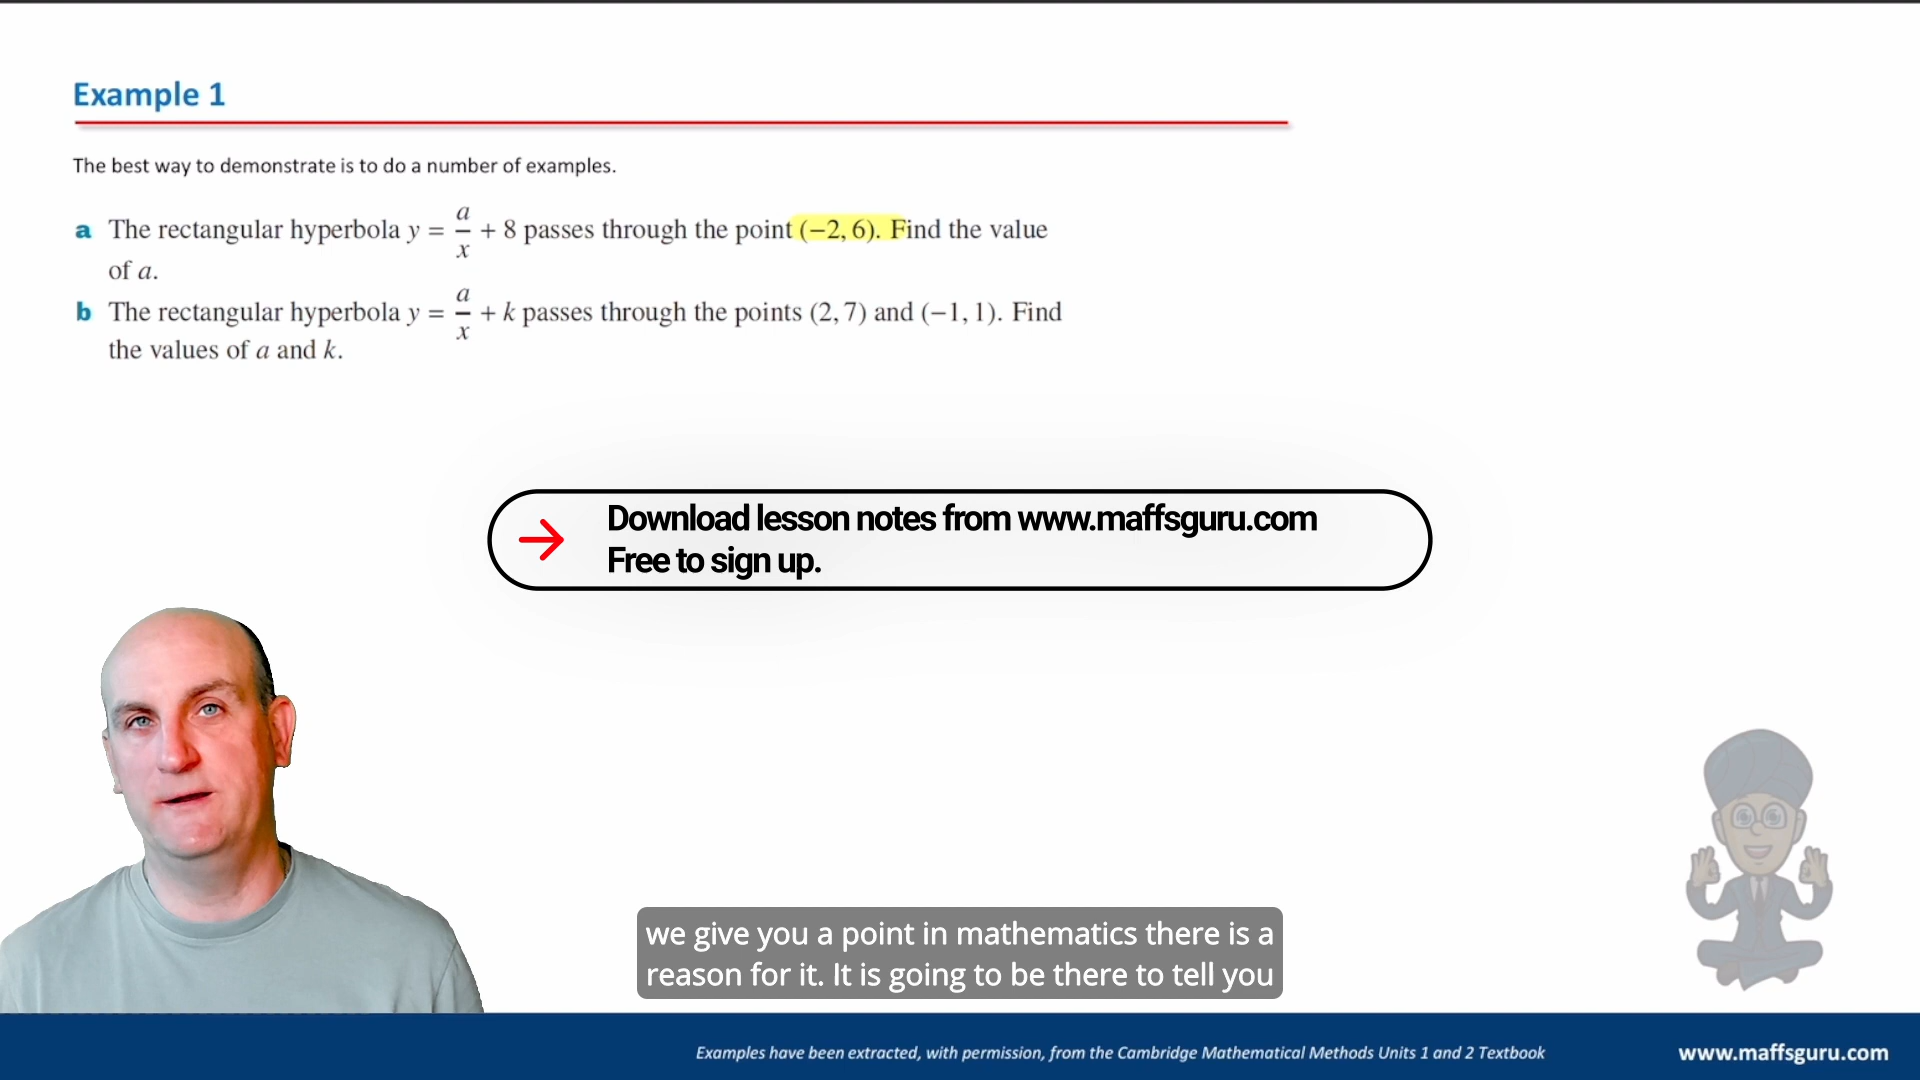 Example 1
The best way to demonstrate is to do a number of examples.
a The rectangular hyperbola y = a/x + 8 passes through the point (−2, 6). Find the value
of a.
b The rectangular hyperbola y = a/x + k passes through the points (2, 7) and (−1, 1). Find
the values of a and k.
Download lesson notes from www.maffsguru.com
Free to sign up.
we give you a point in mathematics there is a
reason for it. It is going to be there to tell you
Examples have been extracted, with permission, from the Cambridge Mathematical Methods Units 1 and 2 Textbook
www.maffsguru.com